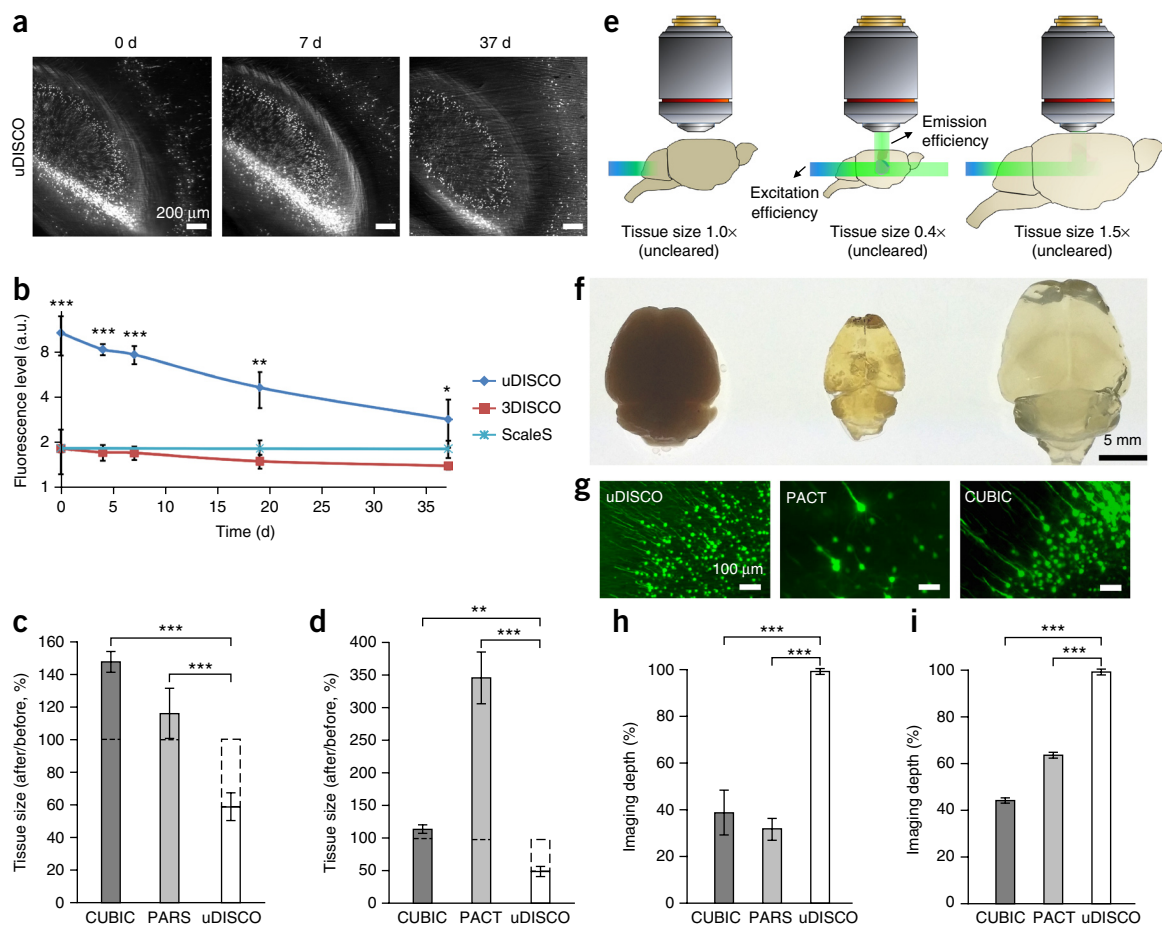 a
0 d
7 d
37 d
uDISCO
200 μm
b
Fluorescence level (a.u.)
8
4
2
1
***
***
***
**
*
0
5
10
15
20
25
30
35
Time (d)
uDISCO
3DISCO
ScaleS
c
Tissue size (after/before, %)
160
140
120
100
80
60
40
20
0
***
***
CUBIC PARS uDISCO
d
Tissue size (after/before, %)
400
350
300
250
200
150
100
50
0
**
***
CUBIC PACT uDISCO
e
Emission
efficiency
Excitation
efficiency
Tissue size 1.0×
(uncleared)
Tissue size 0.4×
(uncleared)
Tissue size 1.5×
(uncleared)
f
5 mm
g
uDISCO
100 μm
PACT
CUBIC
h
Imaging depth (%)
100
80
60
40
20
0
***
***
CUBIC PARS uDISCO
i
Imaging depth (%)
100
80
60
40
20
0
***
***
CUBIC PACT uDISCO